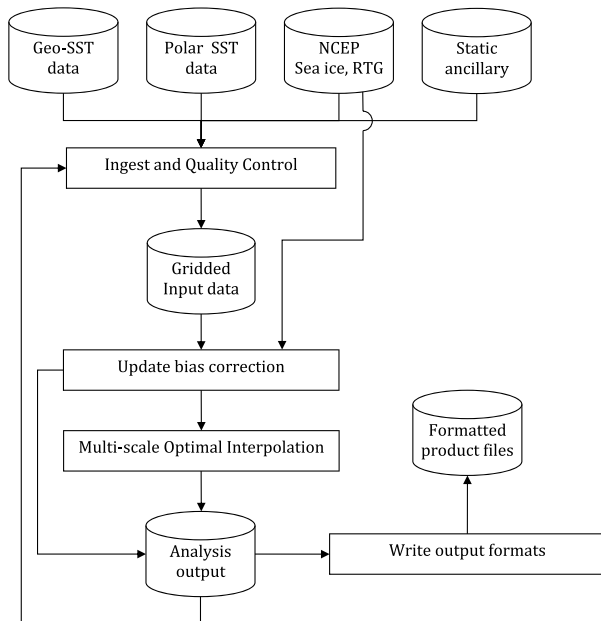 Geo-SST
data
Polar SST
data
NCEP
Sea ice, RTG
Static
ancillary
Ingest and Quality Control
Gridded
Input data
Update bias correction
Multi-scale Optimal Interpolation
Formatted
product files
Analysis
output
Write output formats